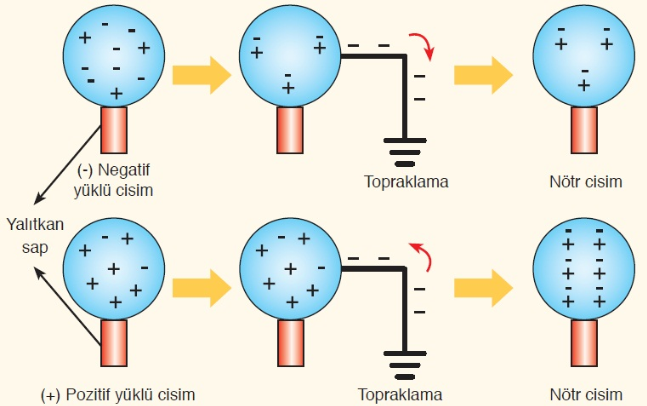 (-) Negatif
yüklü cisim
Topraklama
Nötr cisim
Yalıtkan
sap
(+) Pozitif yüklü cisim
Topraklama
Nötr cisim